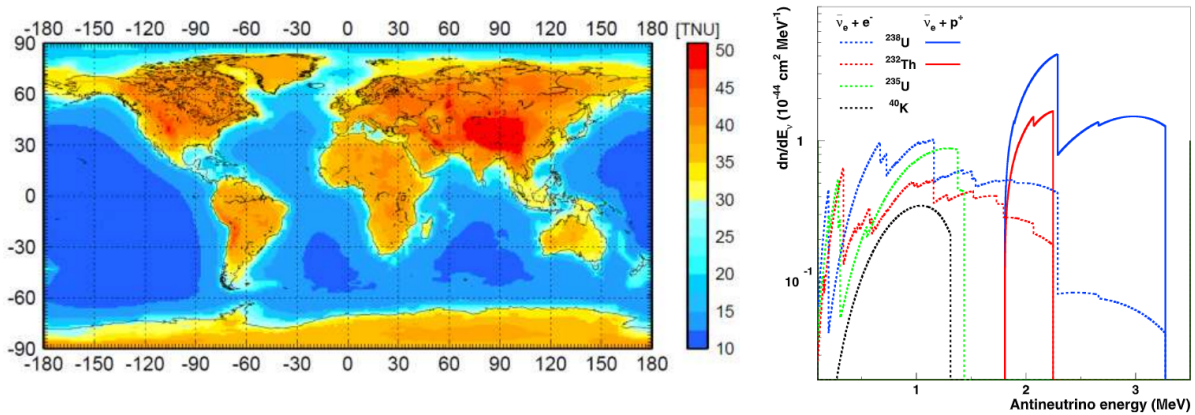 -180 -150 -120 -90 -60 -30 0 30 60 90 120 150 180 [TNU]
90
60
30
0
-30
-60
-90
50
45
40
35
30
25
20
15
10
-180 -150 -120 -90 -60 -30 0 30 60 90 120 150 180
ν̄e + e- ν̄e + p+
238U
232Th
235U
40K
dn/dEν (10-44 cm2 MeV-1)
1
10-1
1 2 3
Antineutrino energy (MeV)